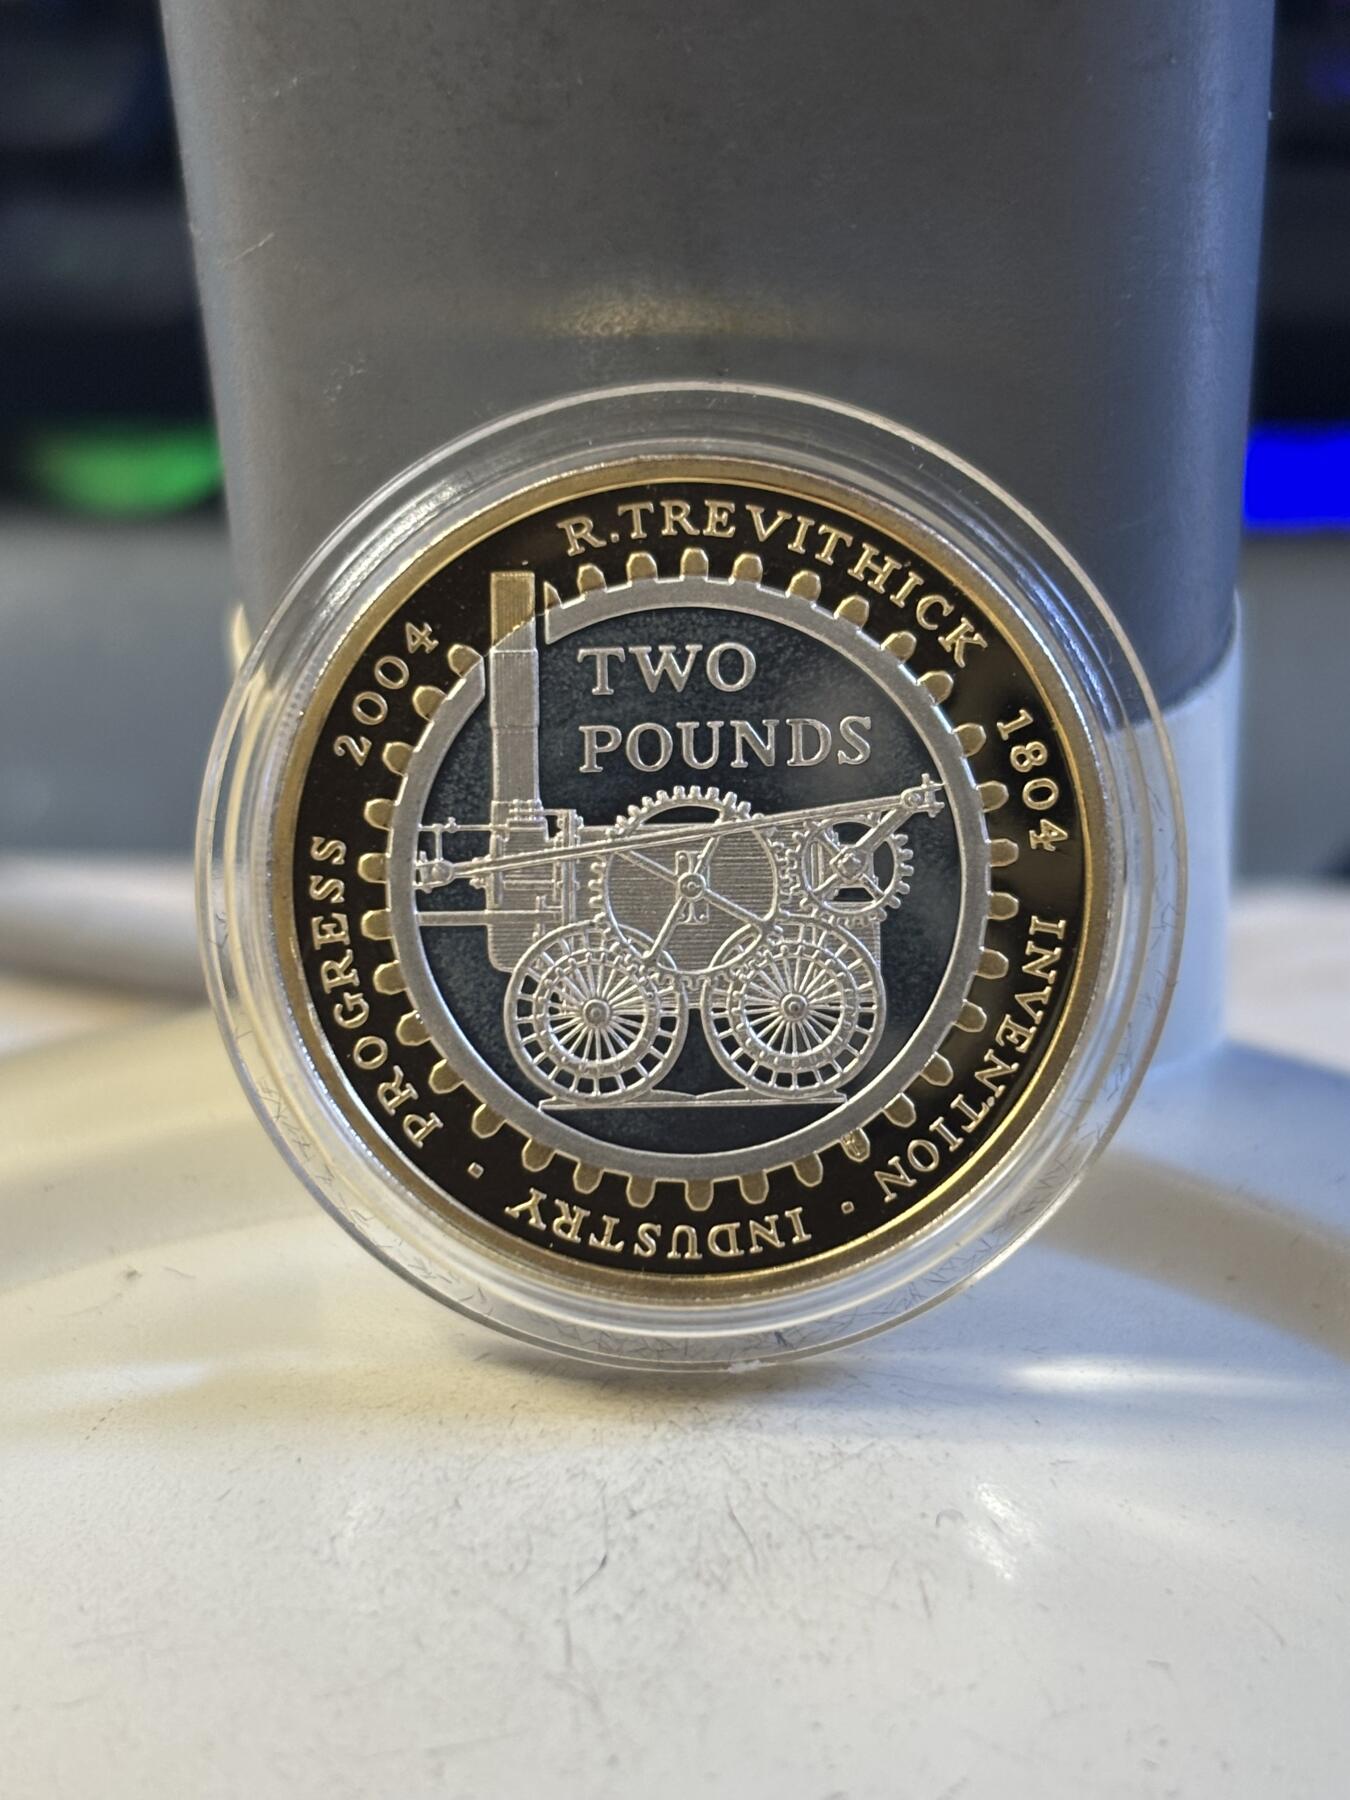 R.TREVITHICK
1804
INVENTION · INDUSTRY · PROGRESS
2004
TWO
POUNDS